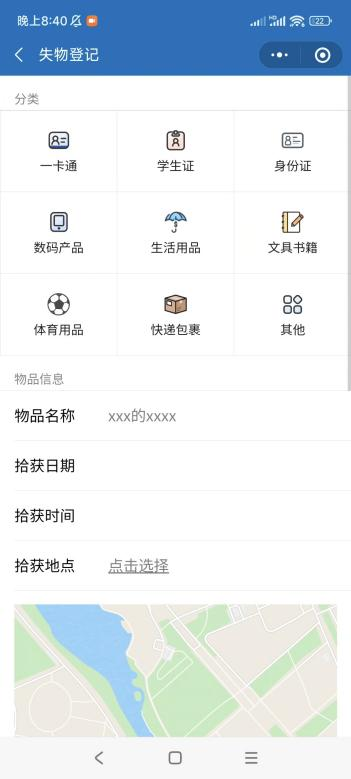 晚上8:40 22
失物登记
分类
一卡通 学生证 身份证
数码产品 生活用品 文具书籍
体育用品 快递包裹 其他
物品信息
物品名称 xxx的xxxx
拾获日期
拾获时间
拾获地点 点击选择